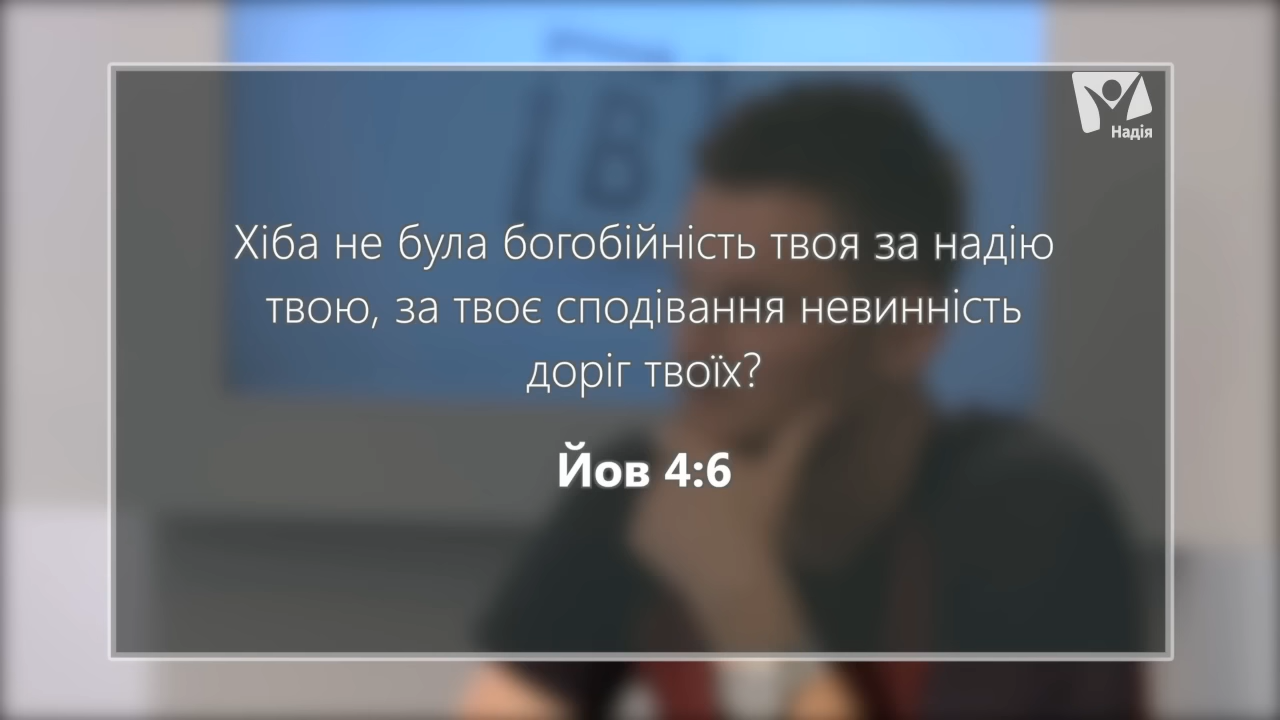 Надія
Хіба не була богобійність твоя за надію
твою, за твоє сподівання невинність
доріг твоїх?
Йов 4:6